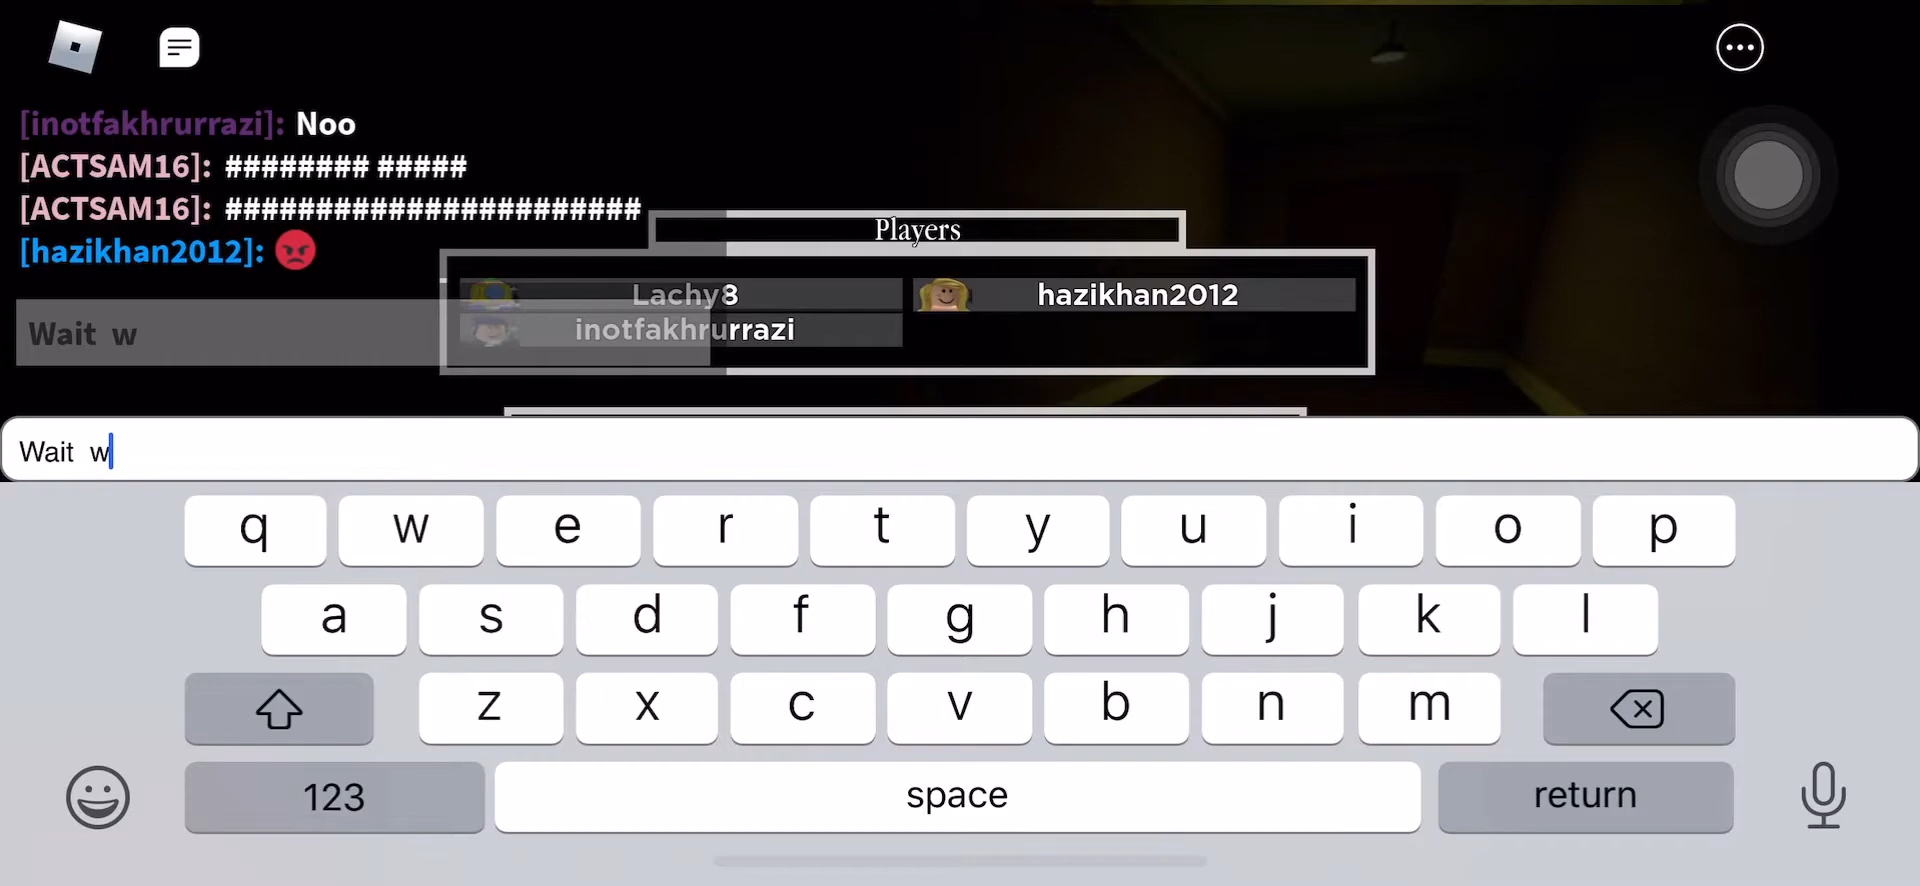 [inotfakhrurrazi]: Noo
[ACTSAM16]: ######## #####
[ACTSAM16]: #######################
[hazikhan2012]: 😡
Players
Lachy8
hazikhan2012
inotfakhrurrazi
Wait  w
Wait  w
q w e r t y u i o p
a s d f g h j k l
z x c v b n m
123 space return